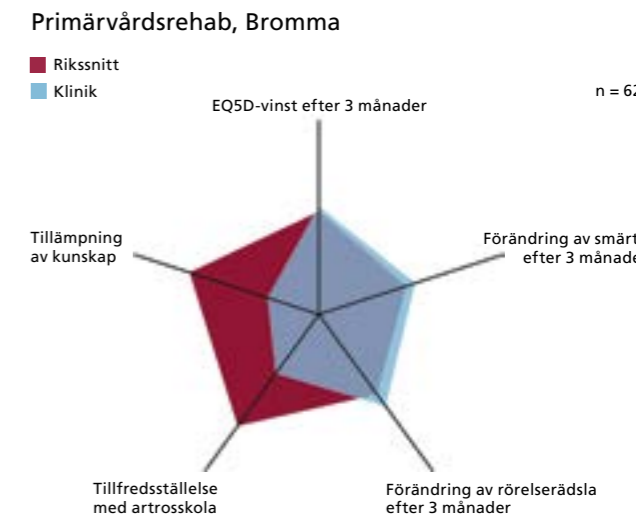 Primärvårdsrehab, Bromma
Rikssnitt
Klinik
n = 62
EQ5D-vinst efter 3 månader
Tillämpning
av kunskap
Förändring av smärt
efter 3 månade
Tillfredsställelse
med artrosskola
Förändring av rörelserädsla
efter 3 månader